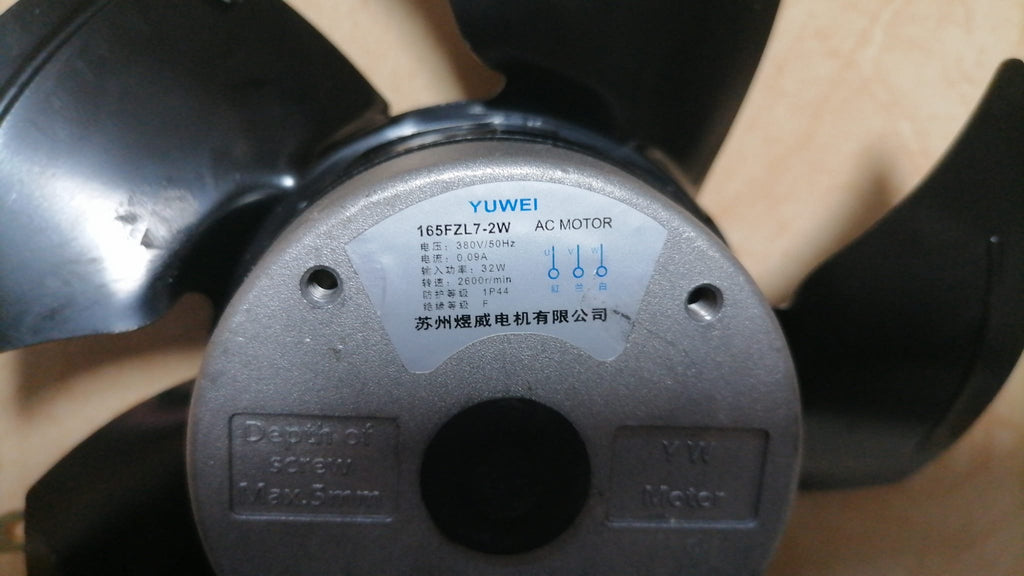 YUWEI
165FZL7-2W AC MOTOR
电压：380V/50Hz
电流：0.09A
输入功率：32W
转速：2600r/min
防护等级 1P44
绝缘等级 F
U V W
红 兰 白
苏州煜威电机有限公司
Depth of
screw
Max.5mm
YW
Motor